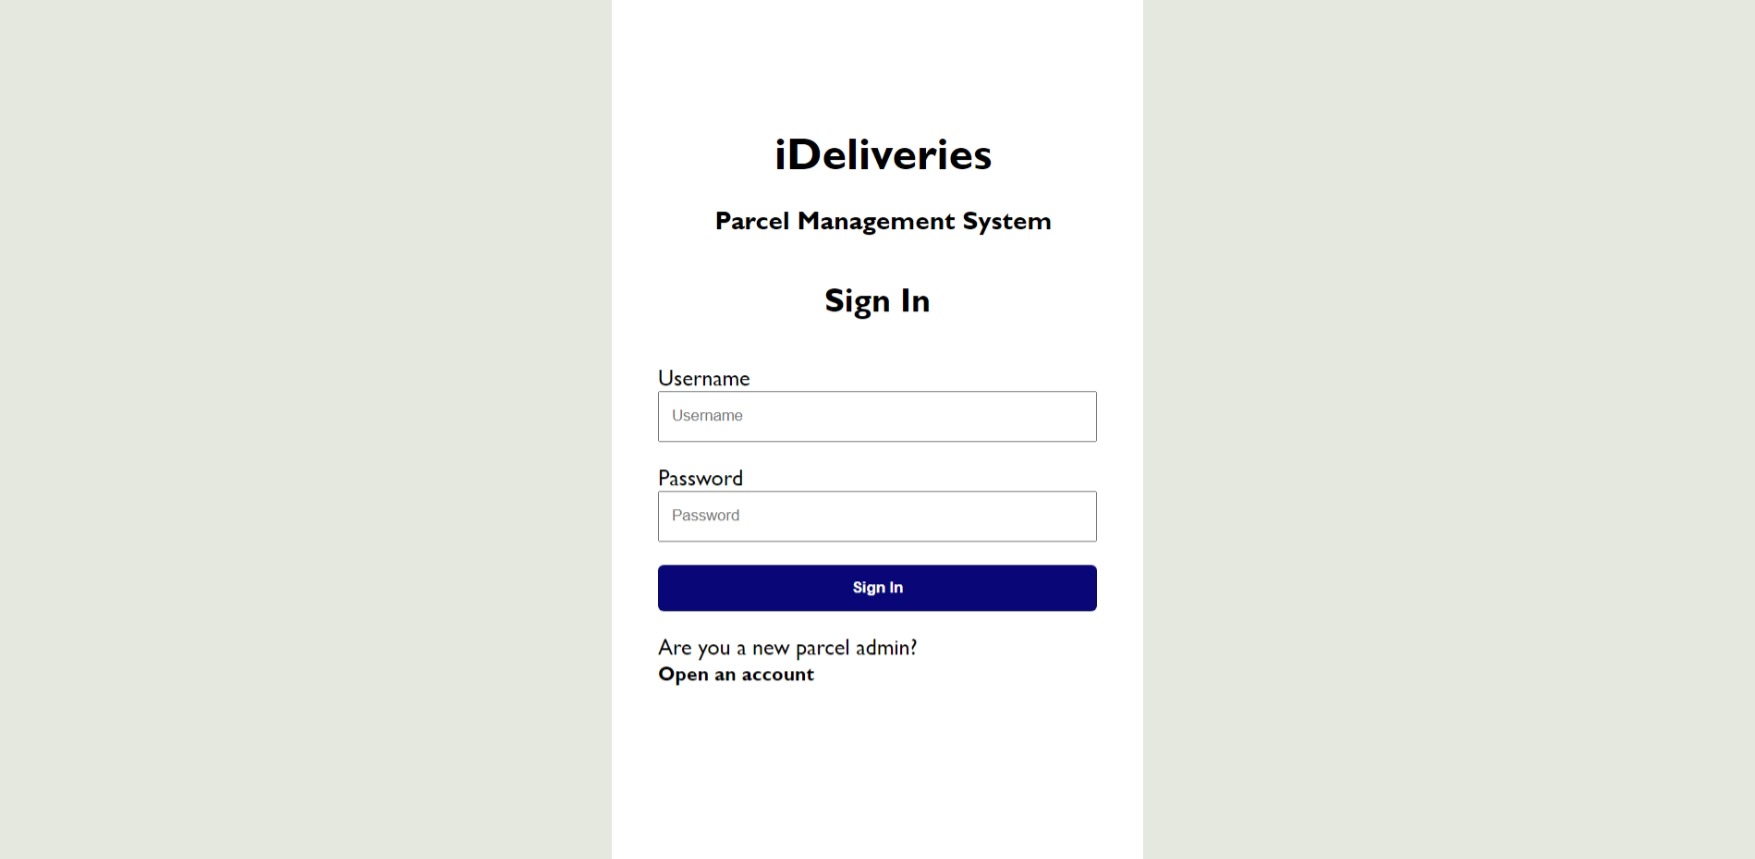 iDeliveries
Parcel Management System
Sign In
Username
Username
Password
Password
Sign In
Are you a new parcel admin?
Open an account